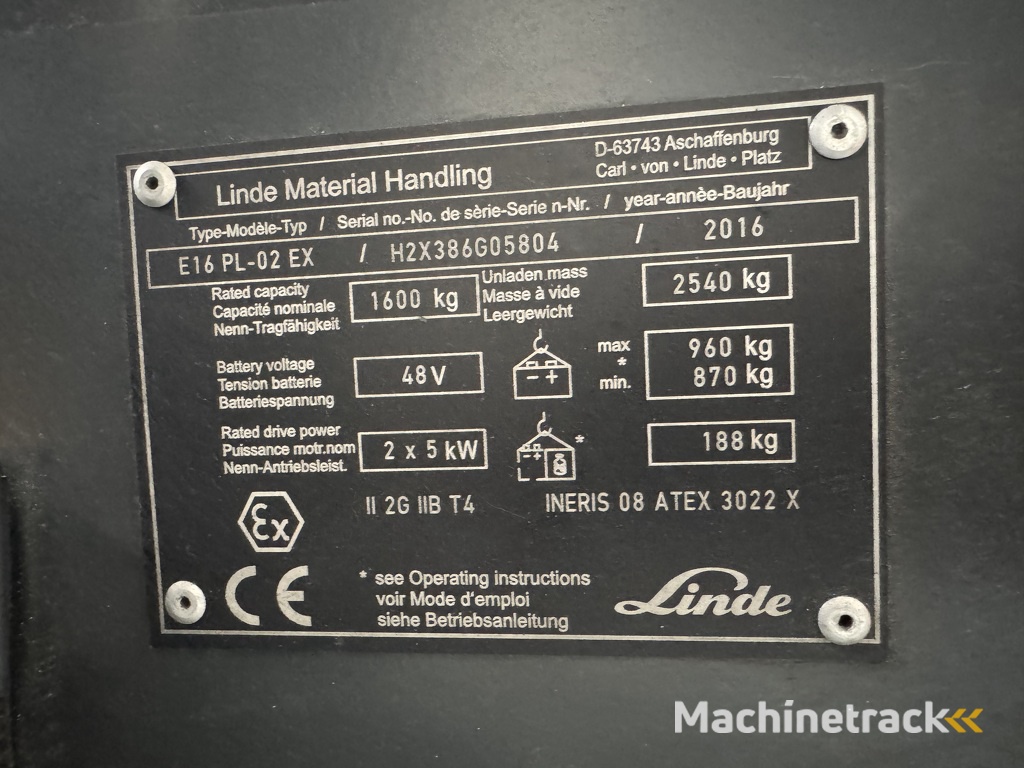 Linde Material Handling
D-63743 Aschaffenburg
Carl • von • Linde • Platz
Type-Modèle-Typ / Serial no.-No. de sèrie-Serie n-Nr. / year-annèe-Baujahr
E16 PL-02 EX / H2X386G05804 / 2016
Rated capacity
Capacité nominale
Nenn-Tragfähigkeit
1600 kg
Unladen mass
Masse à vide
Leergewicht
2540 kg
Battery voltage
Tension batterie
Batteriespannung
48V
- +
max
*
min.
960 kg
870 kg
Rated drive power
Puissance motr.nom
Nenn-Antriebsleist.
2 x 5 kW
- +
*
188 kg
Ex
II 2G IIB T4
INERIS 08 ATEX 3022 X
CE
* see Operating instructions
voir Mode d'emploi
siehe Betriebsanleitung
Linde
Machinetrack